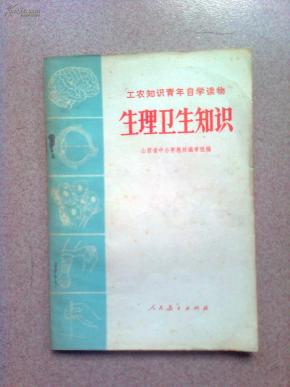 工农知识青年自学读物
生理卫生知识
山西省中小学教材编审组编
人民教育出版社